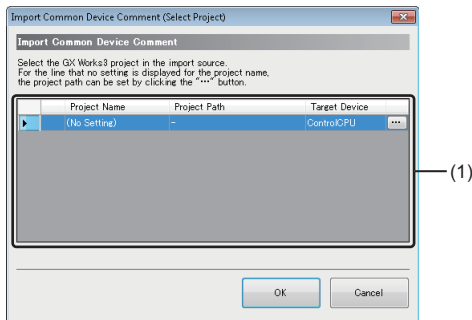 Import Common Device Comment (Select Project)
Import Common Device Comment
Select the GX Works3 project in the import source.
For the line that no setting is displayed for the project name,
the project path can be set by clicking the "..." button.
Project Name Project Path Target Device
(No Setting) - ControlCPU ...
(1)
OK Cancel